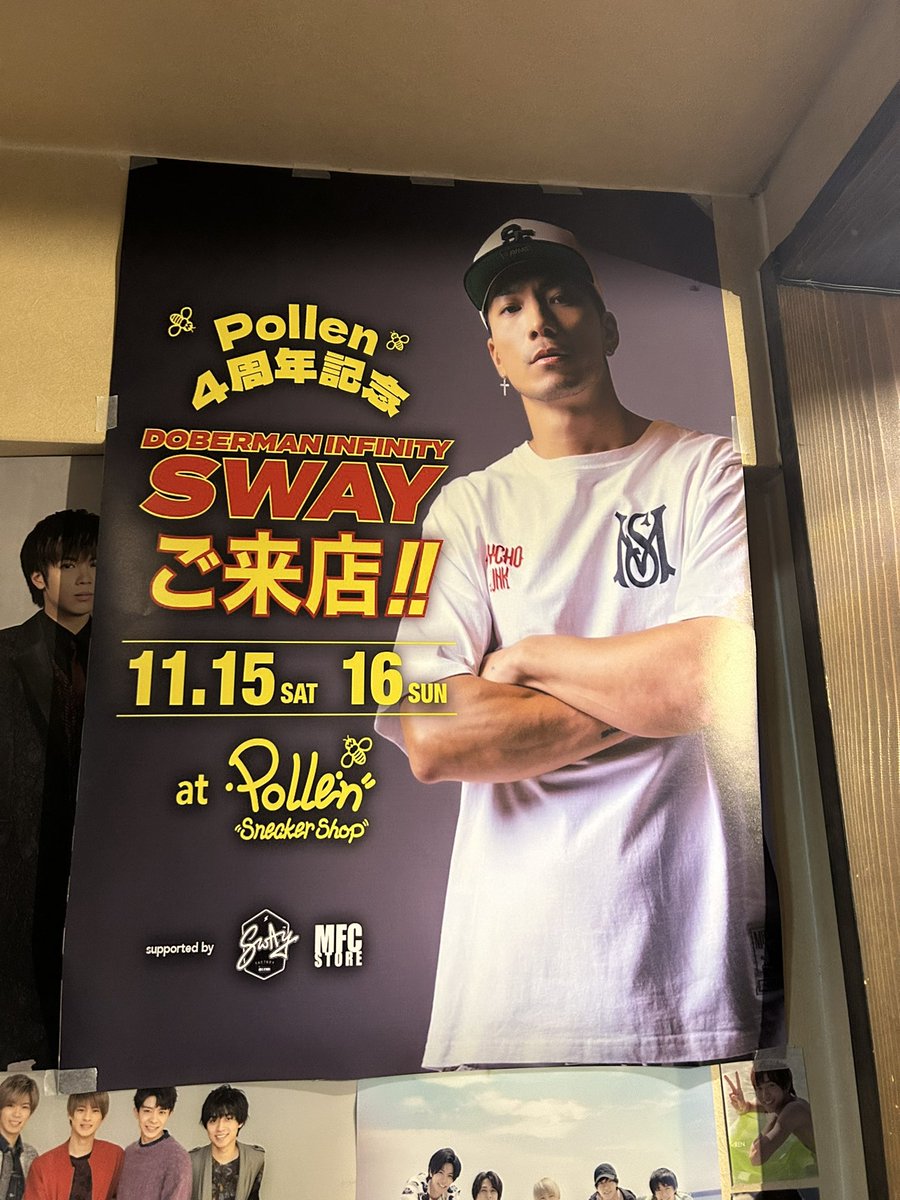 Pollen
4周年記念
DOBERMAN INFINITY
SWAY
ご来店!!
11.15 SAT 16 SUN
at Pollen
"Sneaker Shop"
supported by
Sway
MFC
STORE